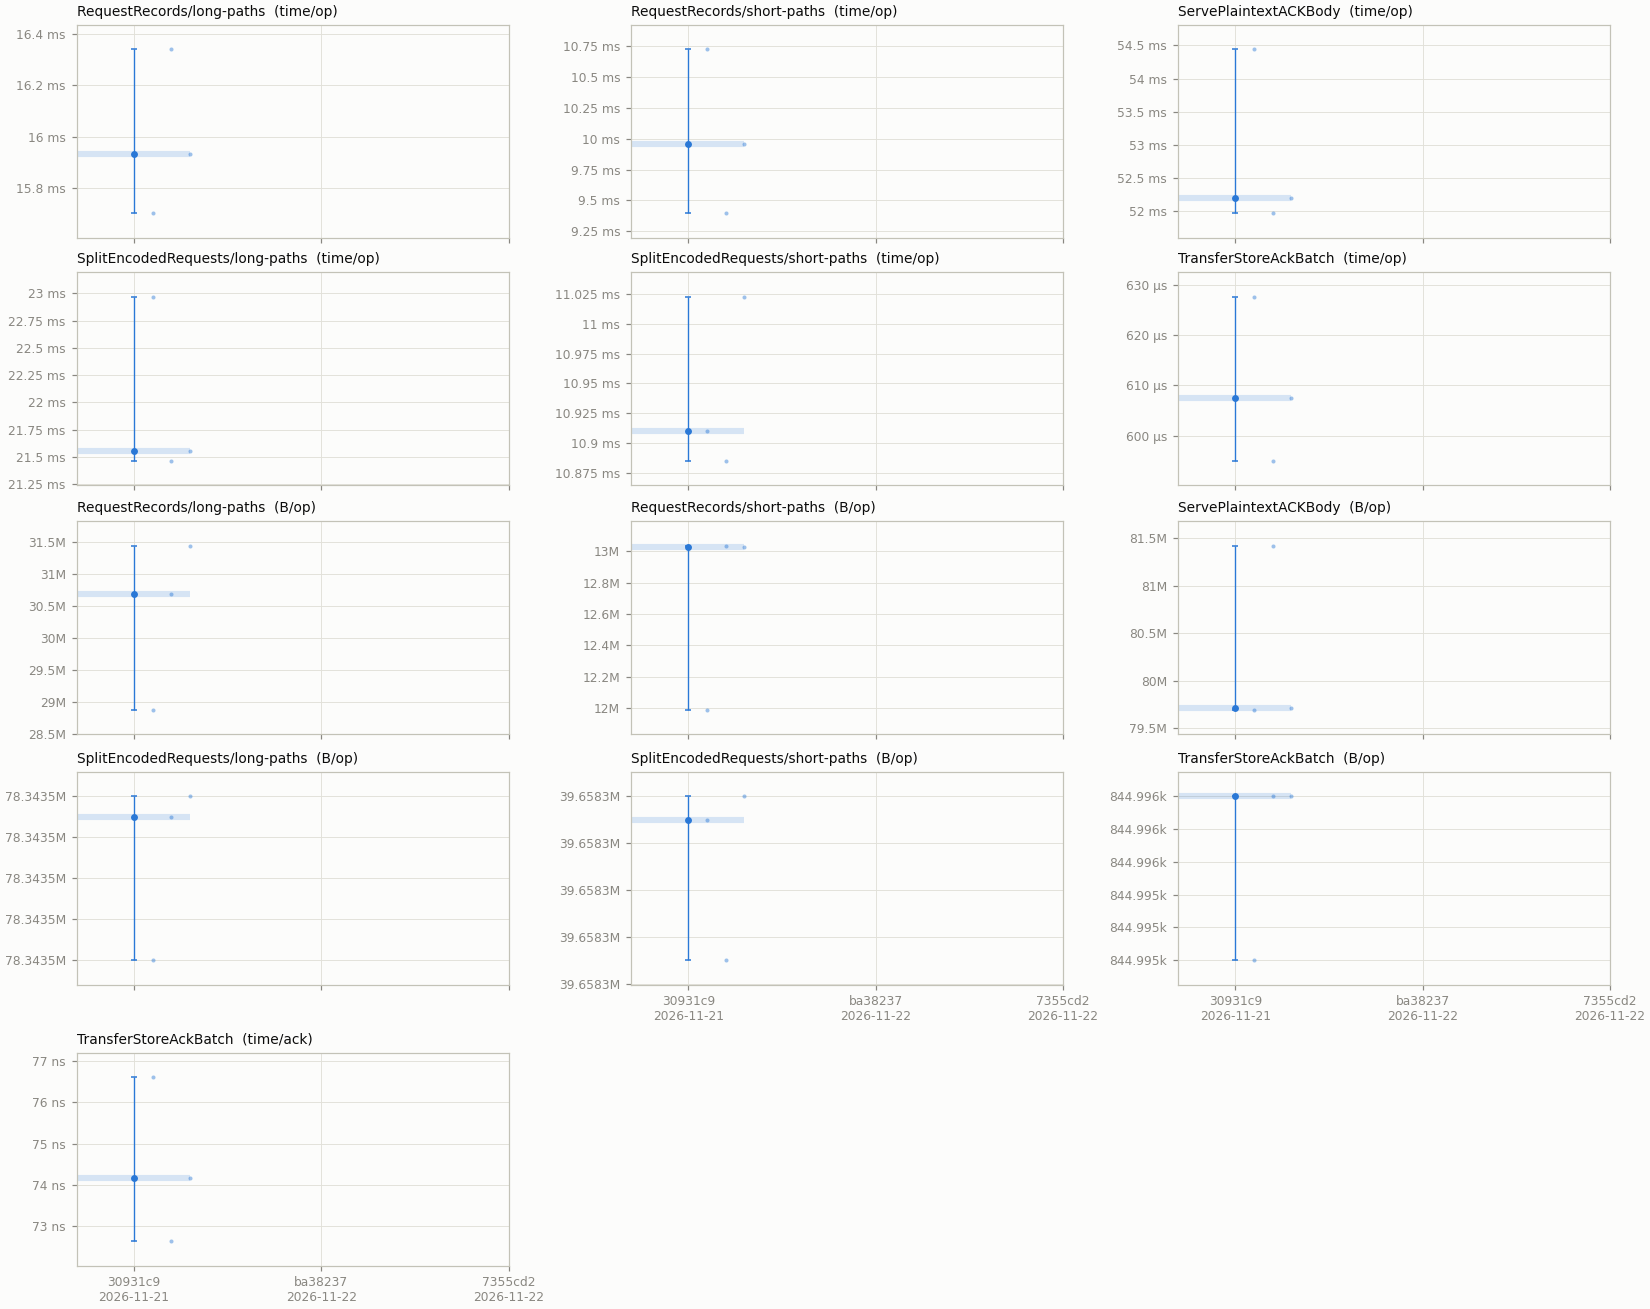 RequestRecords/long-paths (time/op)
16.4 ms
16.2 ms
16 ms
15.8 ms
RequestRecords/short-paths (time/op)
10.75 ms
10.5 ms
10.25 ms
10 ms
9.75 ms
9.5 ms
9.25 ms
ServePlaintextACKBody (time/op)
54.5 ms
54 ms
53.5 ms
53 ms
52.5 ms
52 ms
SplitEncodedRequests/long-paths (time/op)
23 ms
22.75 ms
22.5 ms
22.25 ms
22 ms
21.75 ms
21.5 ms
21.25 ms
SplitEncodedRequests/short-paths (time/op)
11.025 ms
11 ms
10.975 ms
10.95 ms
10.925 ms
10.9 ms
10.875 ms
TransferStoreAckBatch (time/op)
630 µs
620 µs
610 µs
600 µs
RequestRecords/long-paths (B/op)
31.5M
31M
30.5M
30M
29.5M
29M
28.5M
RequestRecords/short-paths (B/op)
13M
12.8M
12.6M
12.4M
12.2M
12M
ServePlaintextACKBody (B/op)
81.5M
81M
80.5M
80M
79.5M
SplitEncodedRequests/long-paths (B/op)
78.3435M
78.3435M
78.3435M
78.3435M
78.3435M
SplitEncodedRequests/short-paths (B/op)
39.6583M
39.6583M
39.6583M
39.6583M
39.6583M
30931c9
2026-11-21
ba38237
2026-11-22
7355cd2
2026-11-22
TransferStoreAckBatch (B/op)
844.996k
844.996k
844.996k
844.995k
844.995k
844.995k
30931c9
2026-11-21
ba38237
2026-11-22
7355cd2
2026-11-22
TransferStoreAckBatch (time/ack)
77 ns
76 ns
75 ns
74 ns
73 ns
30931c9
2026-11-21
ba38237
2026-11-22
7355cd2
2026-11-22